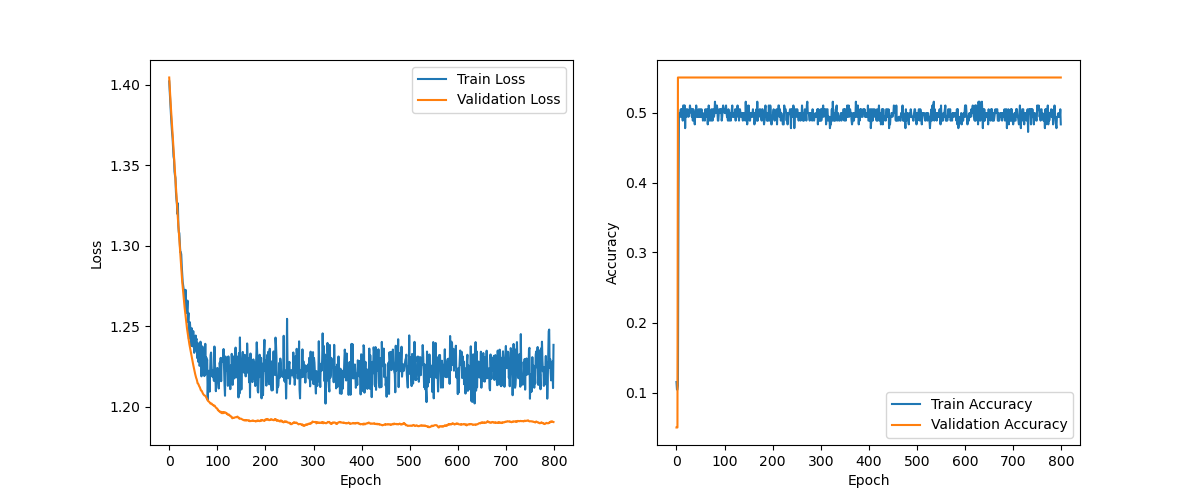 1.40
1.35
1.30
1.25
1.20
Loss
0 100 200 300 400 500 600 700 800
Epoch
Train Loss
Validation Loss
0.5
0.4
0.3
0.2
0.1
Accuracy
0 100 200 300 400 500 600 700 800
Epoch
Train Accuracy
Validation Accuracy